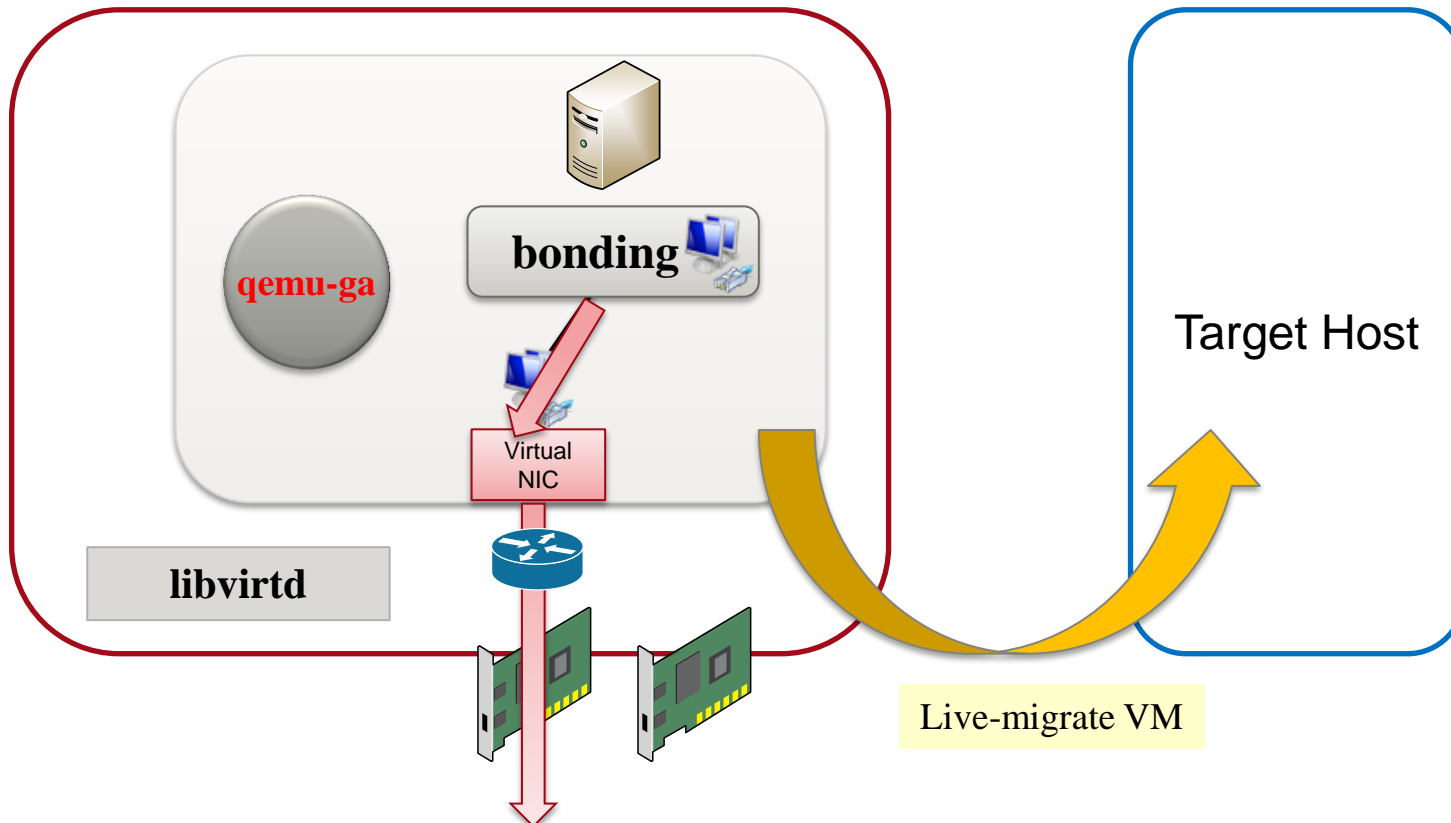 bonding
qemu-ga
Target Host
Virtual
NIC
libvirtd
Live-migrate VM